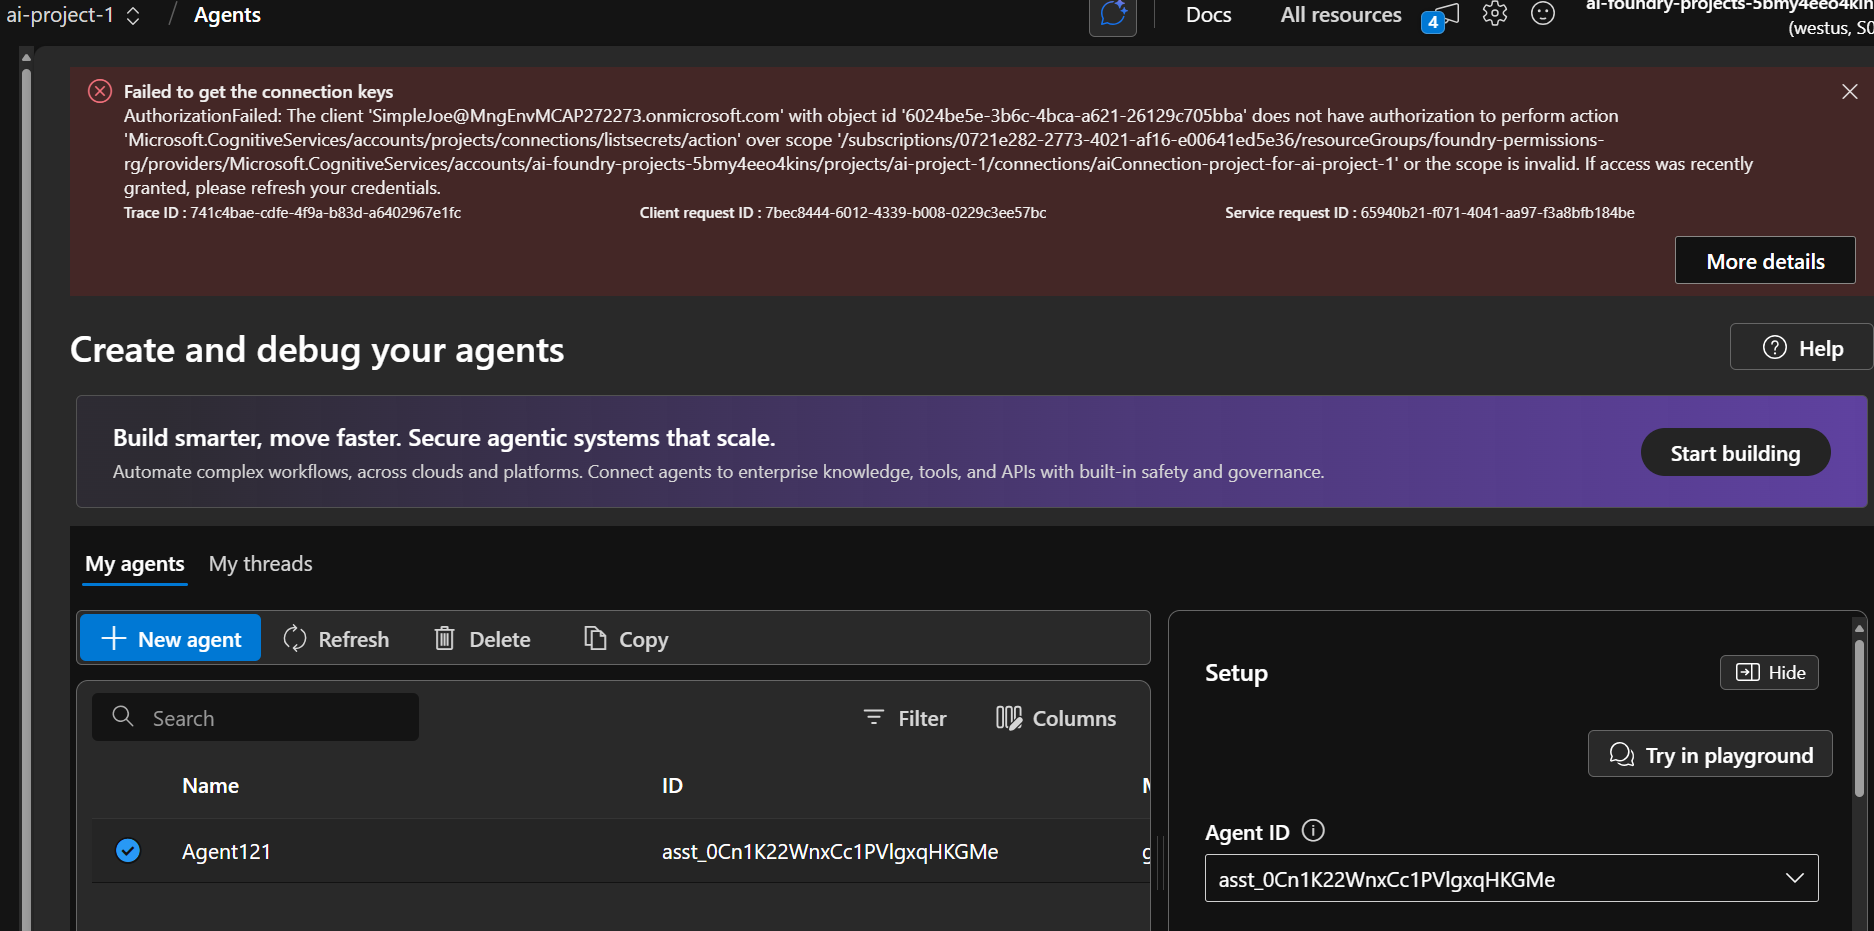 ai-project-1 / Agents
Docs
All resources
4
ai-foundry-projects-5bmy4eeo4kin
(westus, S0
Failed to get the connection keys
AuthorizationFailed: The client 'SimpleJoe@MngEnvMCAP272273.onmicrosoft.com' with object id '6024be5e-3b6c-4bca-a621-26129c705bba' does not have authorization to perform action
'Microsoft.CognitiveServices/accounts/projects/connections/listsecrets/action' over scope '/subscriptions/0721e282-2773-4021-af16-e00641ed5e36/resourceGroups/foundry-permissions-
rg/providers/Microsoft.CognitiveServices/accounts/ai-foundry-projects-5bmy4eeo4kins/projects/ai-project-1/connections/aiConnection-project-for-ai-project-1' or the scope is invalid. If access was recently
granted, please refresh your credentials.
Trace ID : 741c4bae-cdfe-4f9a-b83d-a6402967e1fc
Client request ID : 7bec8444-6012-4339-b008-0229c3ee57bc
Service request ID : 65940b21-f071-4041-aa97-f3a8bfb184be
More details
Create and debug your agents
Help
Build smarter, move faster. Secure agentic systems that scale.
Automate complex workflows, across clouds and platforms. Connect agents to enterprise knowledge, tools, and APIs with built-in safety and governance.
Start building
My agents
My threads
New agent
Refresh
Delete
Copy
Search
Filter
Columns
Name
ID
Agent121
asst_0Cn1K22WnxCc1PVlgxqHKGMe
Setup
Hide
Try in playground
Agent ID
asst_0Cn1K22WnxCc1PVlgxqHKGMe